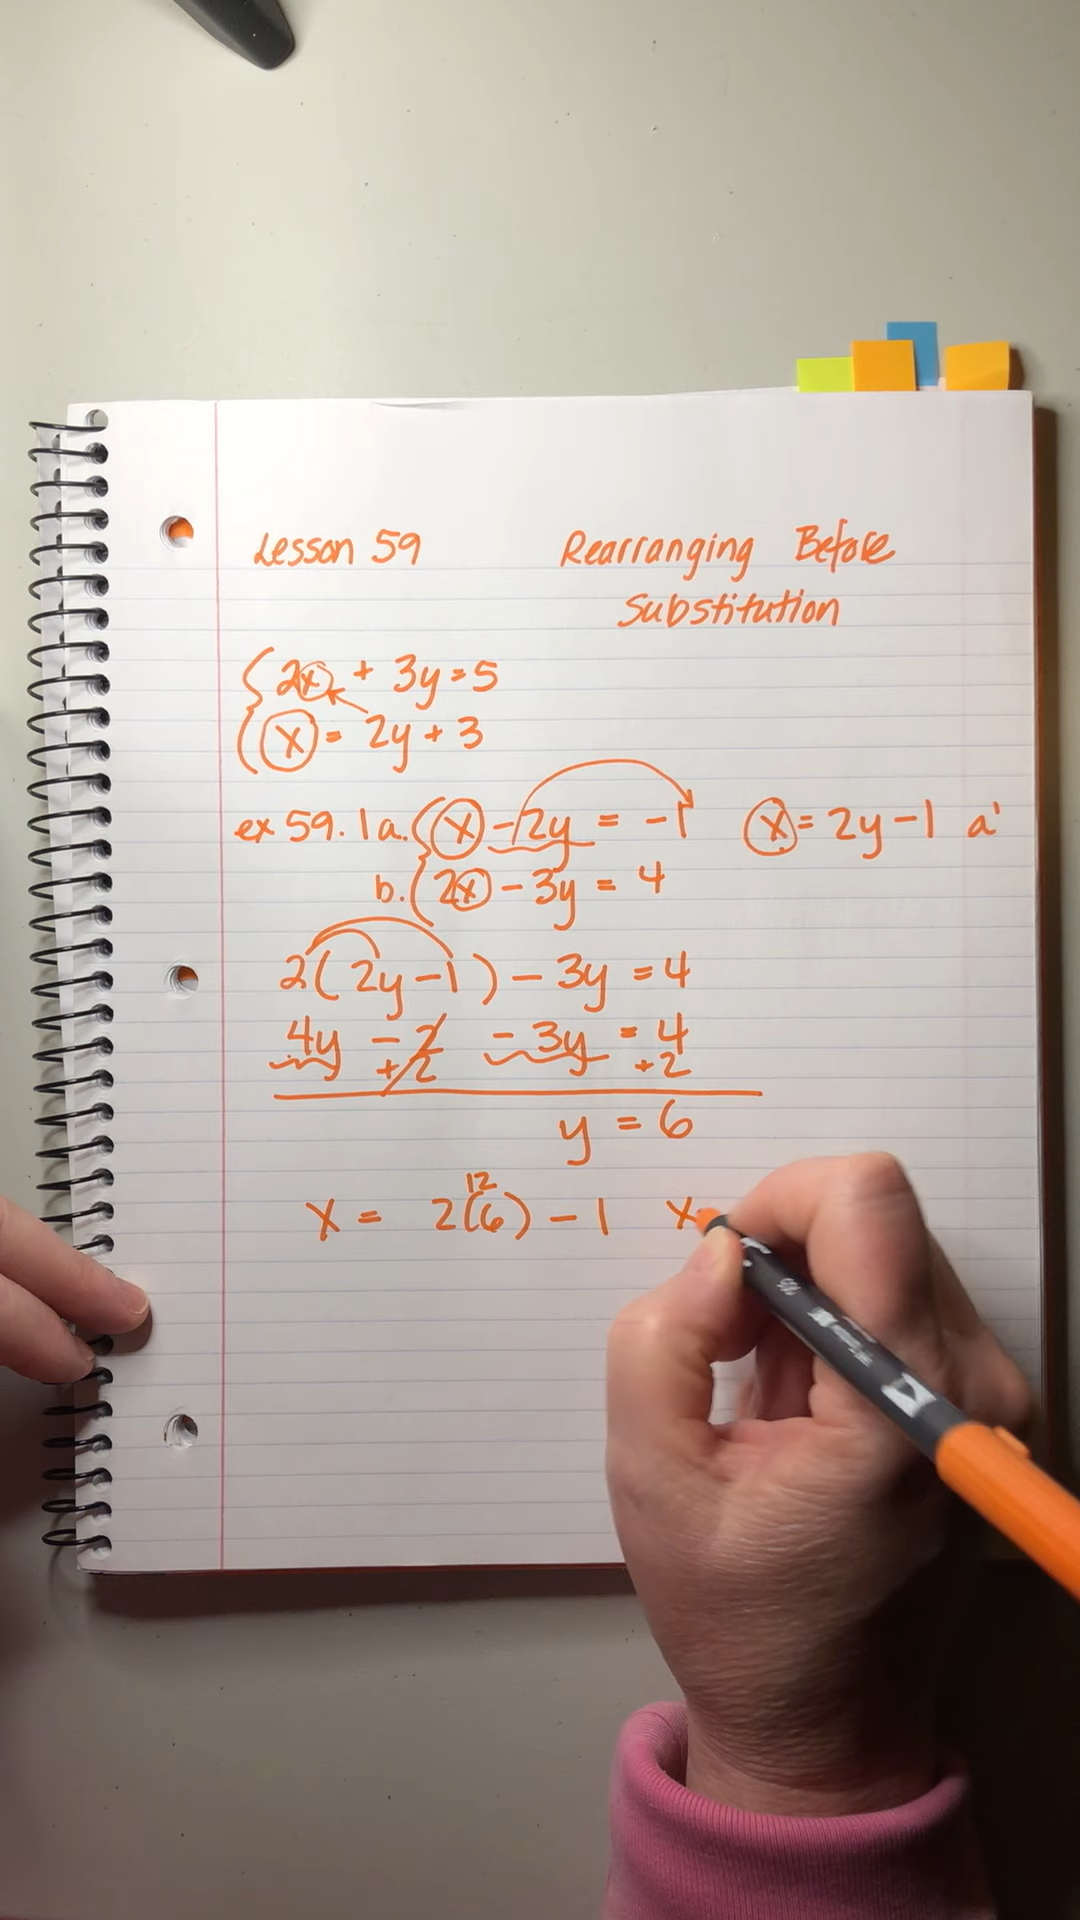 Lesson 59 Rearranging Before
Substitution
2x + 3y = 5
x = 2y + 3
ex 59.1 a. x - 2y = -1 x = 2y - 1 a'
b. 2x - 3y = 4
2(2y - 1) - 3y = 4
4y - 2 - 3y = 4
+2 +2
y = 6
12
x = 2(6) - 1 x